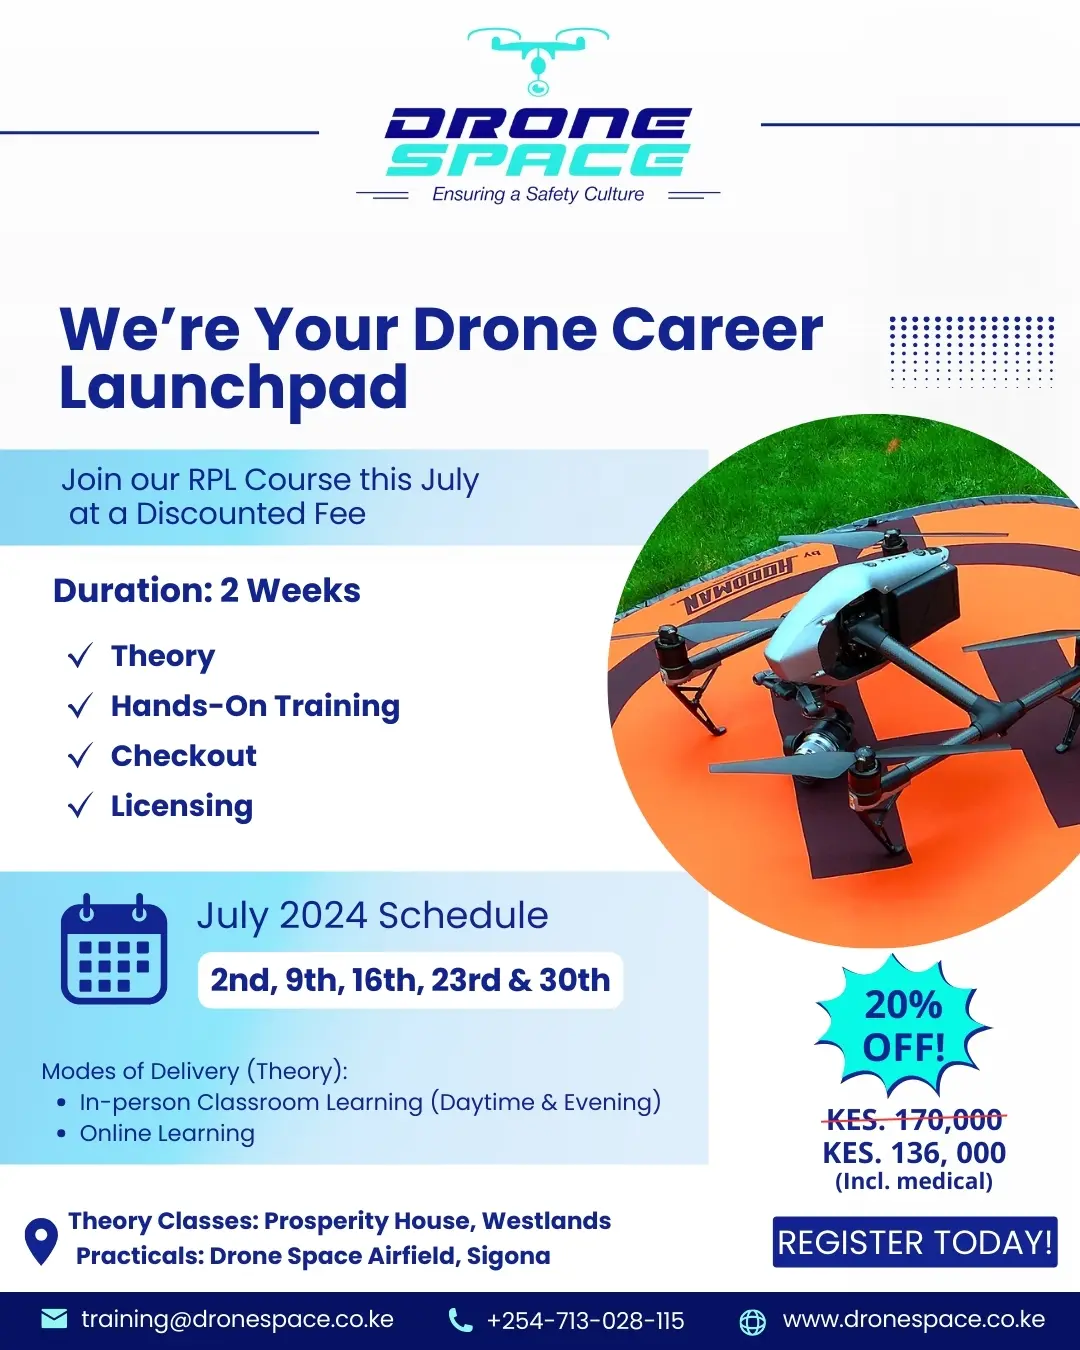 DRONE
SPACE
Ensuring a Safety Culture
We're Your Drone Career
Launchpad
Join our RPL Course this July
at a Discounted Fee
Duration: 2 Weeks
Theory
Hands-On Training
Checkout
Licensing
by
HOODMAN
July 2024 Schedule
2nd, 9th, 16th, 23rd & 30th
Modes of Delivery (Theory):
• In-person Classroom Learning (Daytime & Evening)
• Online Learning
20%
OFF!
KES. 170,000
KES. 136, 000
(Incl. medical)
Theory Classes: Prosperity House, Westlands
Practicals: Drone Space Airfield, Sigona
REGISTER TODAY!
training@dronespace.co.ke
+254-713-028-115
www.dronespace.co.ke